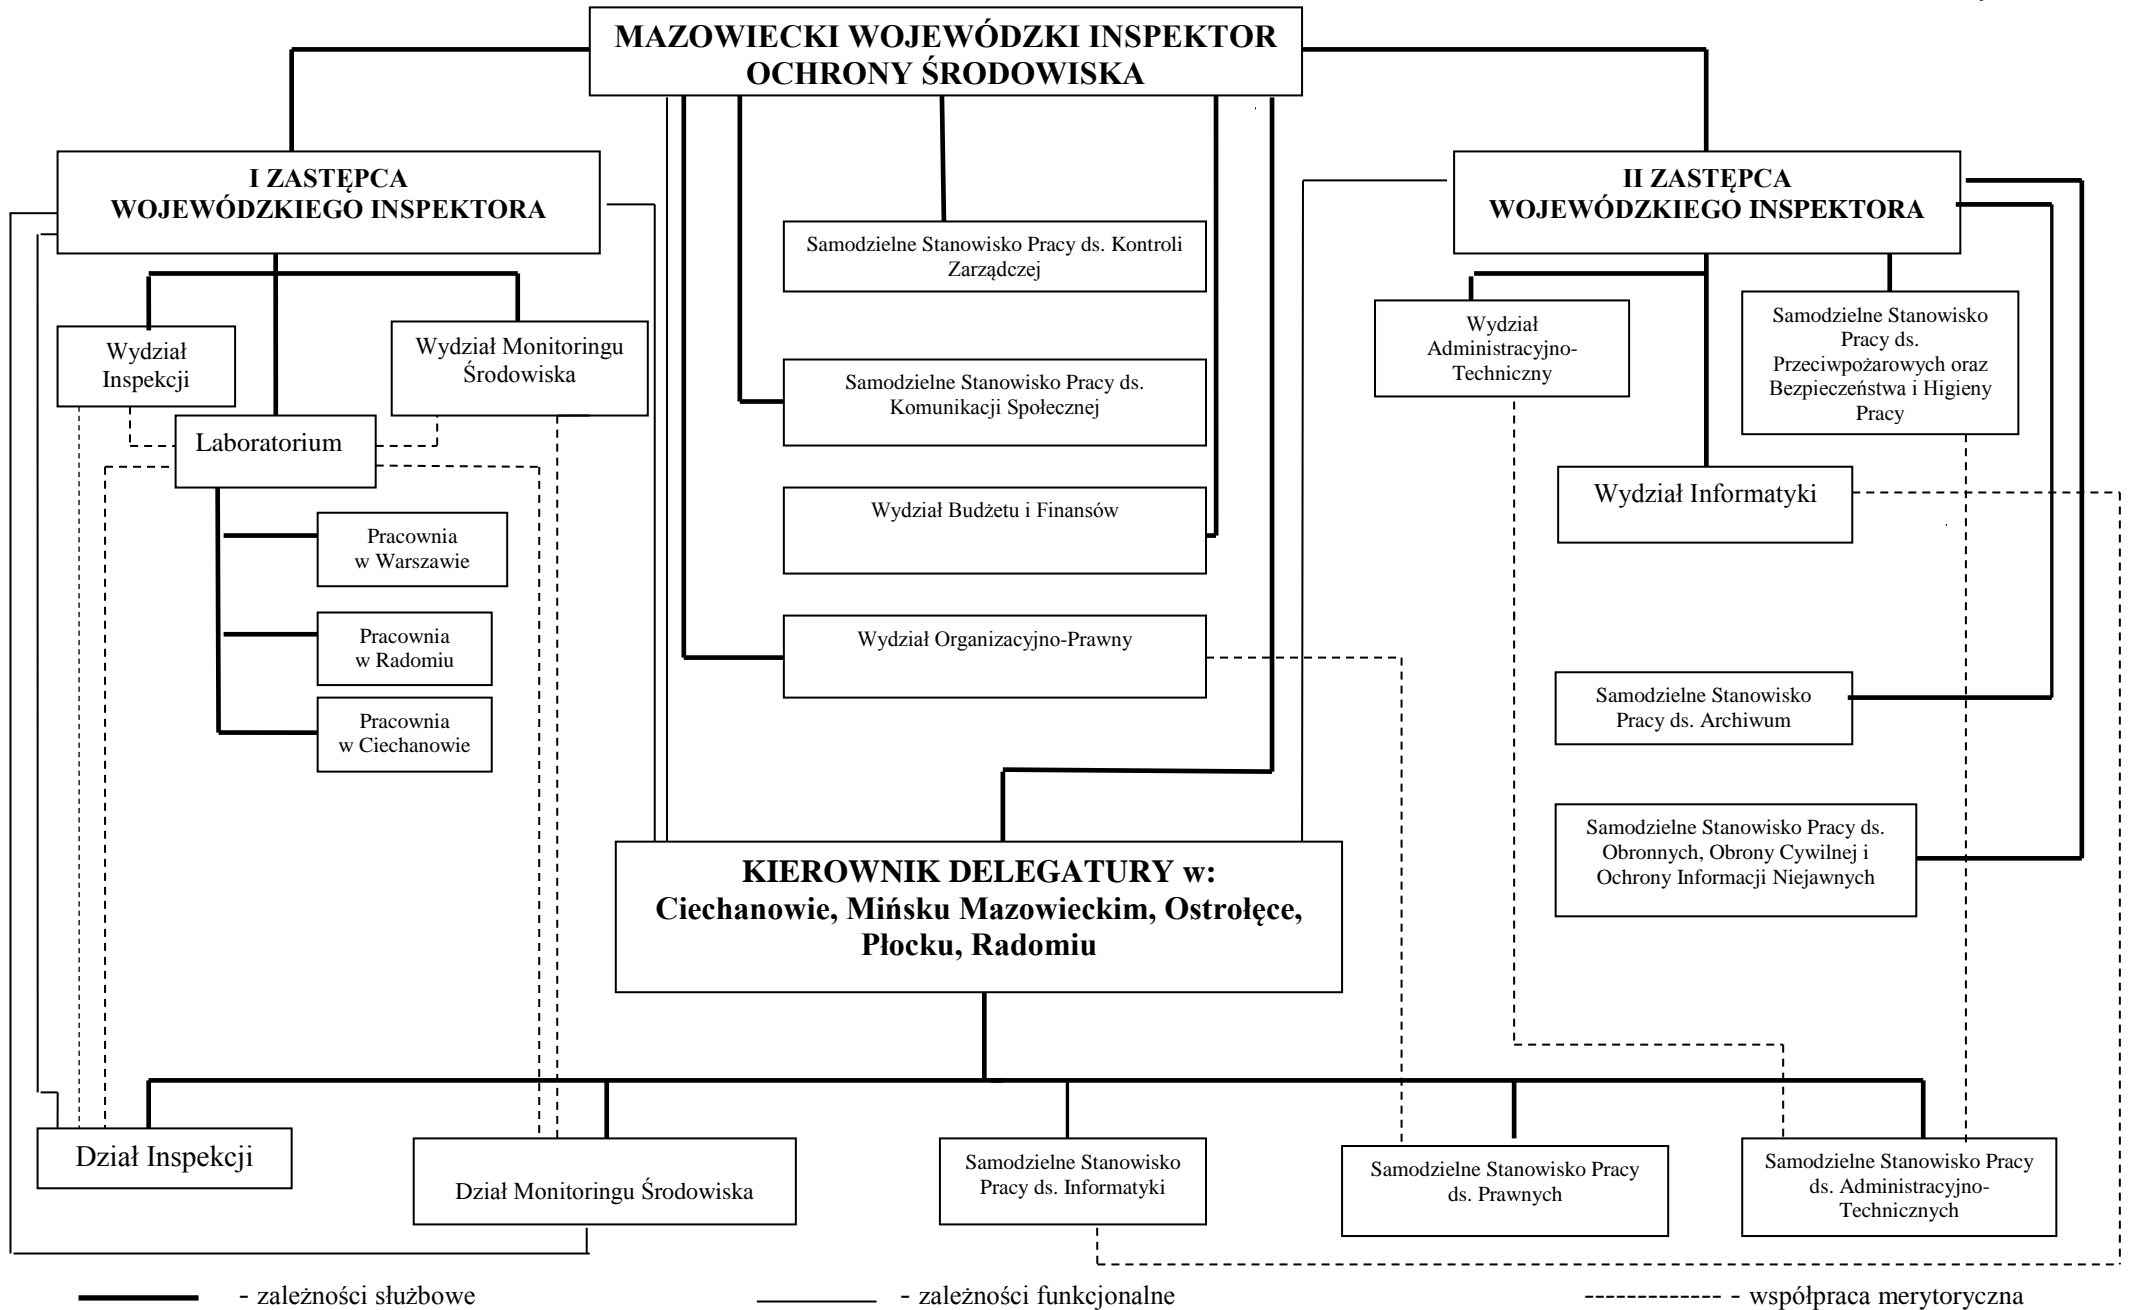 MAZOWIECKI WOJEWÓDZKI INSPEKTOR
OCHRONY ŚRODOWISKA
I ZASTĘPCA
WOJEWÓDZKIEGO INSPEKTORA
II ZASTĘPCA
WOJEWÓDZKIEGO INSPEKTORA
Samodzielne Stanowisko Pracy ds. Kontroli
Zarządczej
Wydział
Inspekcji
Wydział Monitoringu
Środowiska
Laboratorium
Pracownia
w Warszawie
Pracownia
w Radomiu
Pracownia
w Ciechanowie
Samodzielne Stanowisko Pracy ds.
Komunikacji Społecznej
Wydział Budżetu i Finansów
Wydział Organizacyjno-Prawny
Wydział
Administracyjno-
Techniczny
Samodzielne Stanowisko
Pracy ds.
Przeciwpożarowych oraz
Bezpieczeństwa i Higieny
Pracy
Wydział Informatyki
Samodzielne Stanowisko
Pracy ds. Archiwum
Samodzielne Stanowisko Pracy ds.
Obronnych, Obrony Cywilnej i
Ochrony Informacji Niejawnych
KIEROWNIK DELEGATURY w:
Ciechanowie, Mińsku Mazowieckim, Ostrołęce,
Płocku, Radomiu
Dział Inspekcji
Dział Monitoringu Środowiska
Samodzielne Stanowisko
Pracy ds. Informatyki
Samodzielne Stanowisko Pracy
ds. Prawnych
Samodzielne Stanowisko Pracy
ds. Administracyjno-
Technicznych
- zależności służbowe
- zależności funkcjonalne
- współpraca merytoryczna